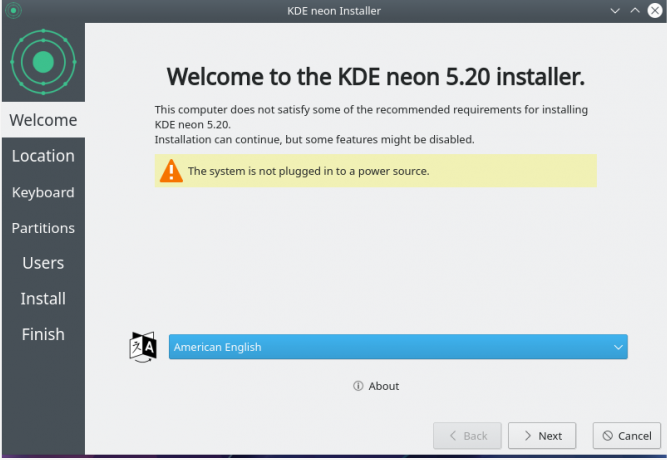 KDE neon Installer
Welcome to the KDE neon 5.20 installer.
This computer does not satisfy some of the recommended requirements for installing
KDE neon 5.20.
Installation can continue, but some features might be disabled.
The system is not plugged in to a power source.
Welcome
Location
Keyboard
Partitions
Users
Install
Finish
American English
About
Back
Next
Cancel